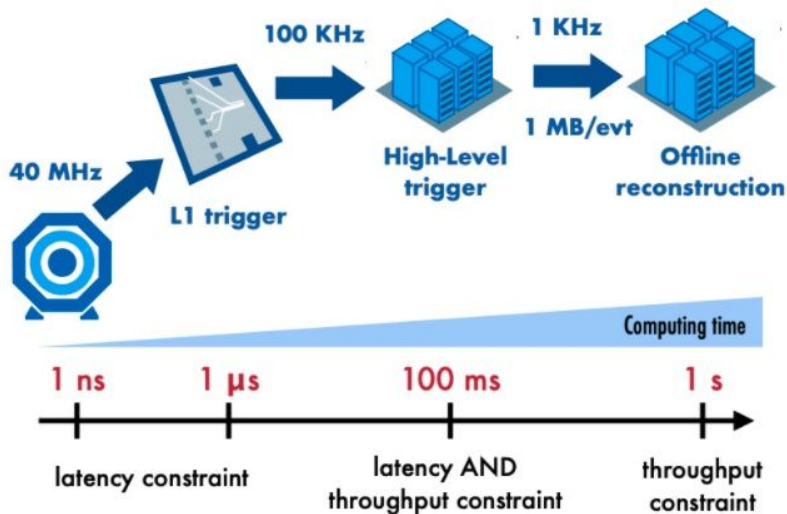 100 KHz
1 KHz
1 MB/evt
High-Level
trigger
Offline
reconstruction
40 MHz
L1 trigger
Computing time
1 ns
1 µs
100 ms
1 s
latency constraint
latency AND
throughput constraint
throughput
constraint